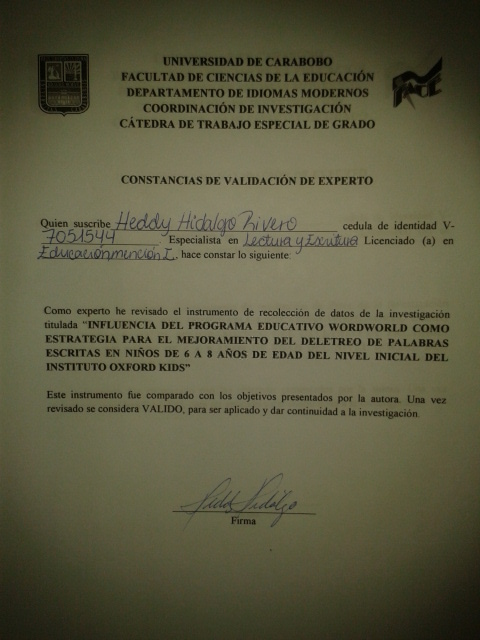 UNIVERSIDAD DE CARABOBO
FACULTAD DE CIENCIAS DE LA EDUCACIÓN
DEPARTAMENTO DE IDIOMAS MODERNOS
COORDINACIÓN DE INVESTIGACIÓN
CÁTEDRA DE TRABAJO ESPECIAL DE GRADO
CONSTANCIAS DE VALIDACIÓN DE EXPERTO
Quien suscribe Heddy Hidalgo Rivero cedula de identidad V-
7051544 Especialista en Lectura y Escritura Licenciado (a) en
Educación mención I., hace constar lo siguiente:
Como experto he revisado el instrumento de recolección de datos de la investigación
titulada “INFLUENCIA DEL PROGRAMA EDUCATIVO WORDWORLD COMO
ESTRATEGIA PARA EL MEJORAMIENTO DEL DELETREO DE PALABRAS
ESCRITAS EN NIÑOS DE 6 A 8 AÑOS DE EDAD DEL NIVEL INICIAL DEL
INSTITUTO OXFORD KIDS”
Este instrumento fue comparado con los objetivos presentados por la autora. Una vez
revisado se considera VALIDO, para ser aplicado y dar continuidad a la investigación.
Heddy Hidalgo
Firma